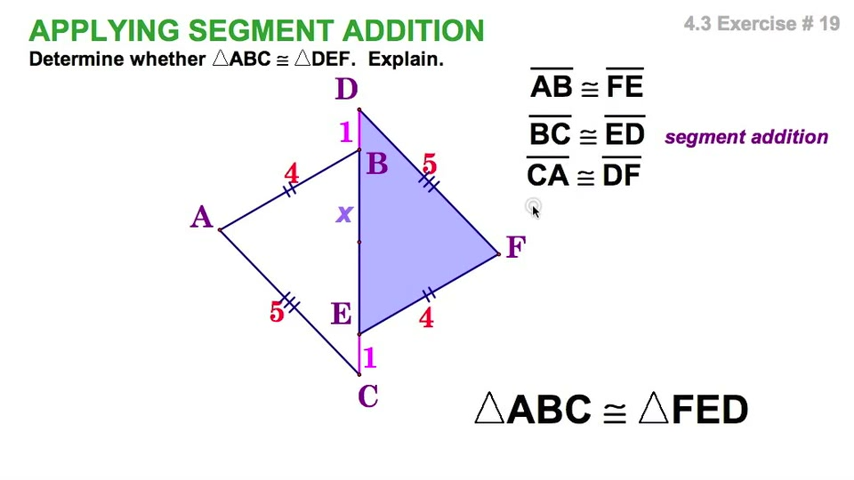 APPLYING SEGMENT ADDITION
4.3 Exercise # 19
Determine whether △ABC ≅ △DEF.  Explain.
D
AB ≅ FE
1
BC ≅ ED segment addition
B
5
4
CA ≅ DF
A
x
F
5
E
4
1
C
△ABC ≅ △FED